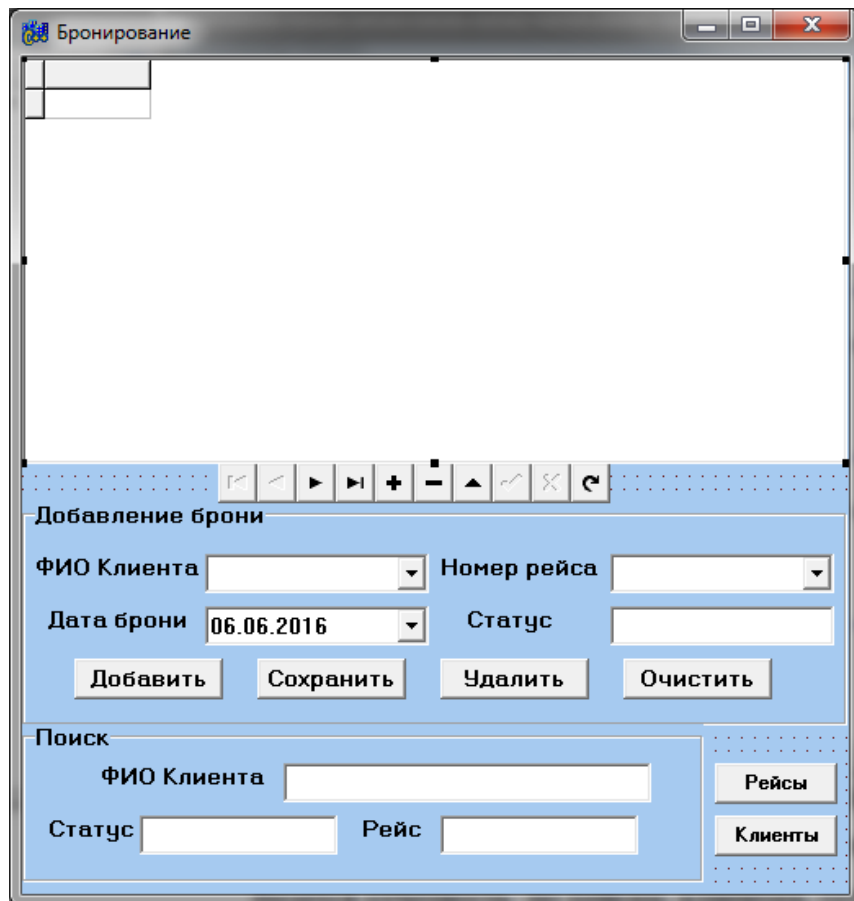 Бронирование
Добавление брони
ФИО Клиента Номер рейса
Дата брони 06.06.2016 Статус
Добавить Сохранить Удалить Очистить
Поиск
ФИО Клиента
Рейсы
Статус Рейс
Клиенты